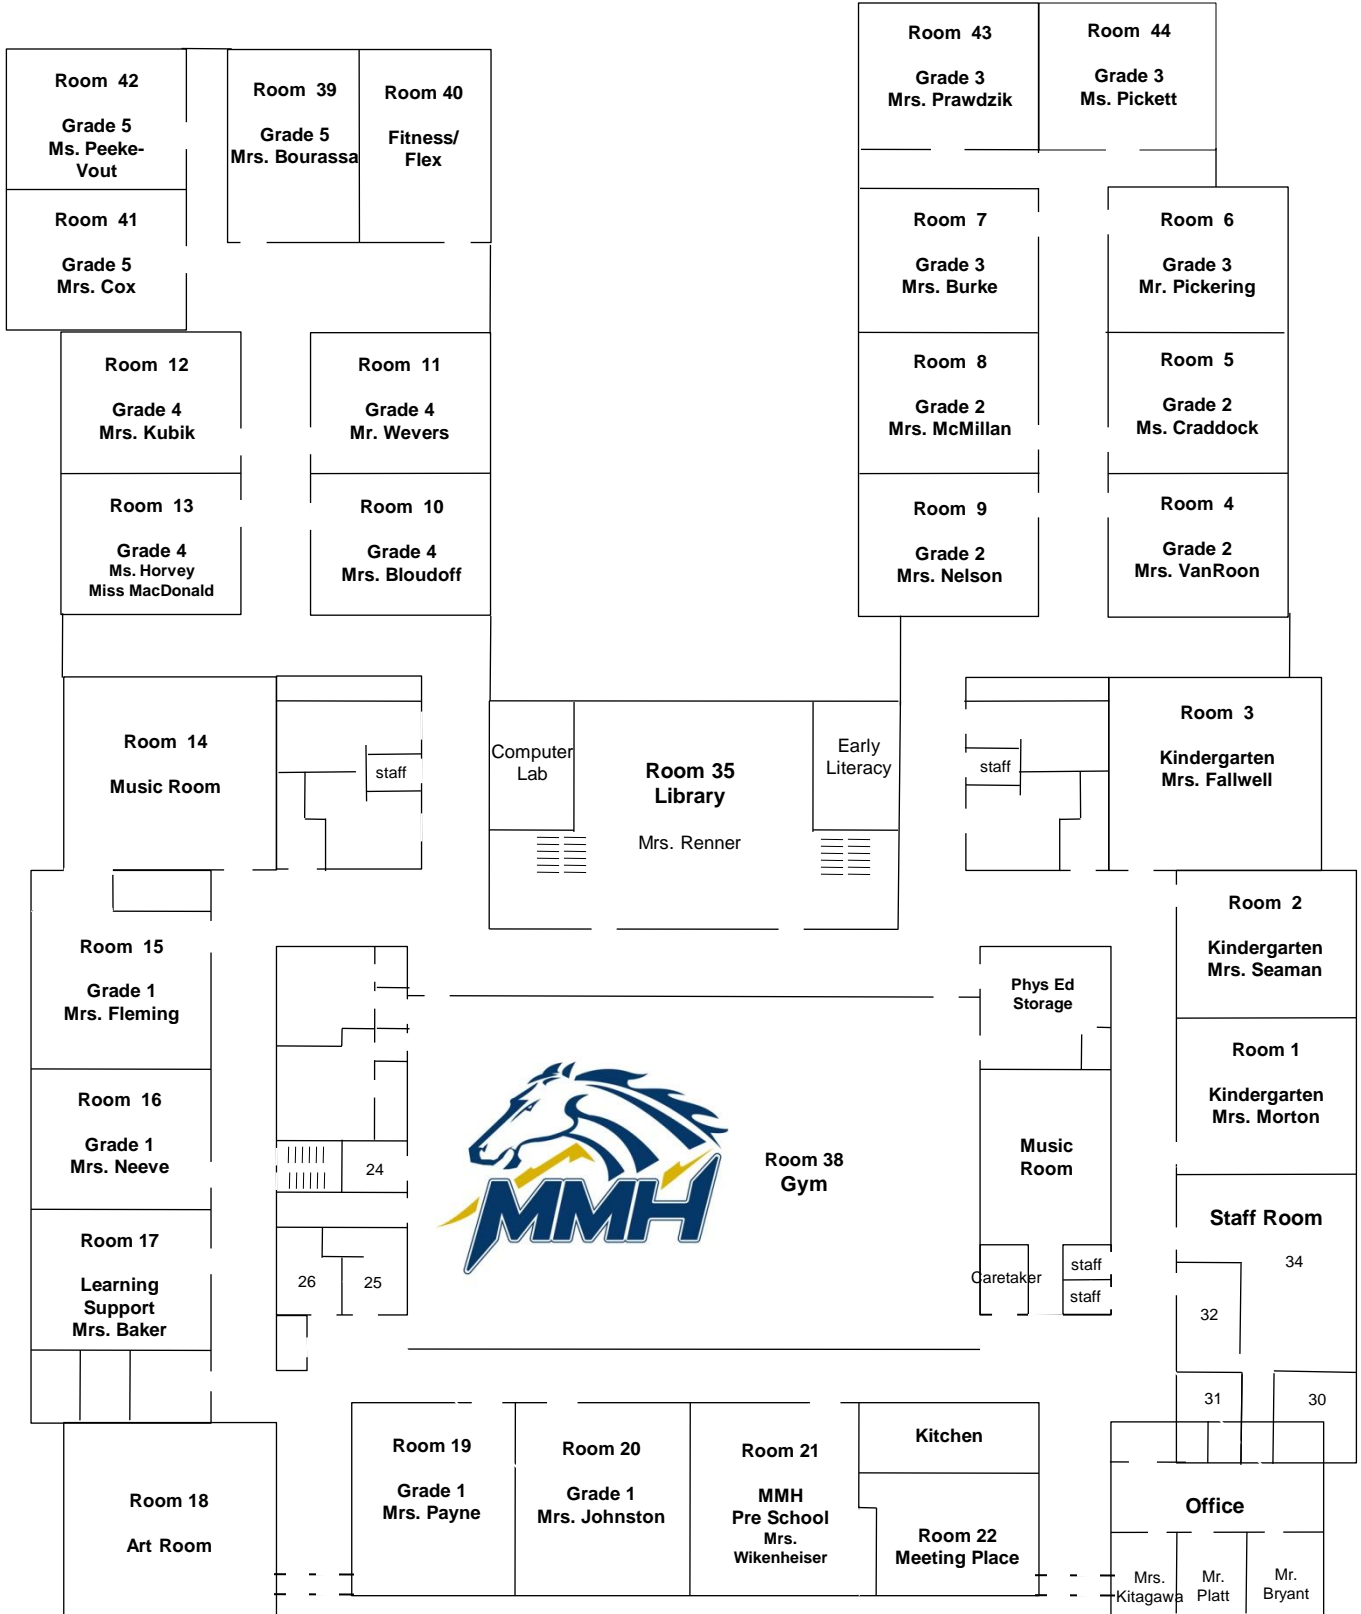 Room 43
Grade 3
Mrs. Prawdzik
Room 44
Grade 3
Ms. Pickett
Room 42
Grade 5
Ms. Peeke-
Vout
Room 39
Grade 5
Mrs. Bourassa
Room 40
Fitness/
Flex
Room 41
Grade 5
Mrs. Cox
Room 7
Grade 3
Mrs. Burke
Room 6
Grade 3
Mr. Pickering
Room 12
Grade 4
Mrs. Kubik
Room 11
Grade 4
Mr. Wevers
Room 8
Grade 2
Mrs. McMillan
Room 5
Grade 2
Ms. Craddock
Room 13
Grade 4
Ms. Horvey
Miss MacDonald
Room 10
Grade 4
Mrs. Bloudoff
Room 9
Grade 2
Mrs. Nelson
Room 4
Grade 2
Mrs. VanRoon
Room 14
Music Room
staff
Computer
Lab
Room 35
Library
Mrs. Renner
Early
Literacy
staff
Room 3
Kindergarten
Mrs. Fallwell
Room 2
Kindergarten
Mrs. Seaman
Room 15
Grade 1
Mrs. Fleming
Phys Ed
Storage
Room 1
Kindergarten
Mrs. Morton
Room 16
Grade 1
Mrs. Neeve
24
MMH
Room 38
Gym
Music
Room
Staff Room
34
Room 17
Learning
Support
Mrs. Baker
26
25
Caretaker
staff
staff
32
31
30
Room 18
Art Room
Room 19
Grade 1
Mrs. Payne
Room 20
Grade 1
Mrs. Johnston
Room 21
MMH
Pre School
Mrs.
Wikenheiser
Kitchen
Room 22
Meeting Place
Office
Mrs.
Kitagawa
Mr.
Platt
Mr.
Bryant